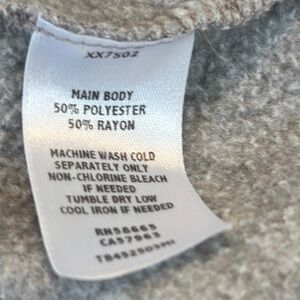 XX7502
MAIN BODY
50% POLYESTER
50% RAYON
MACHINE WASH COLD
SEPARATELY ONLY
NON-CHLORINE BLEACH
IF NEEDED
TUMBLE DRY LOW
COOL IRON IF NEEDED
RN58665
CA57963